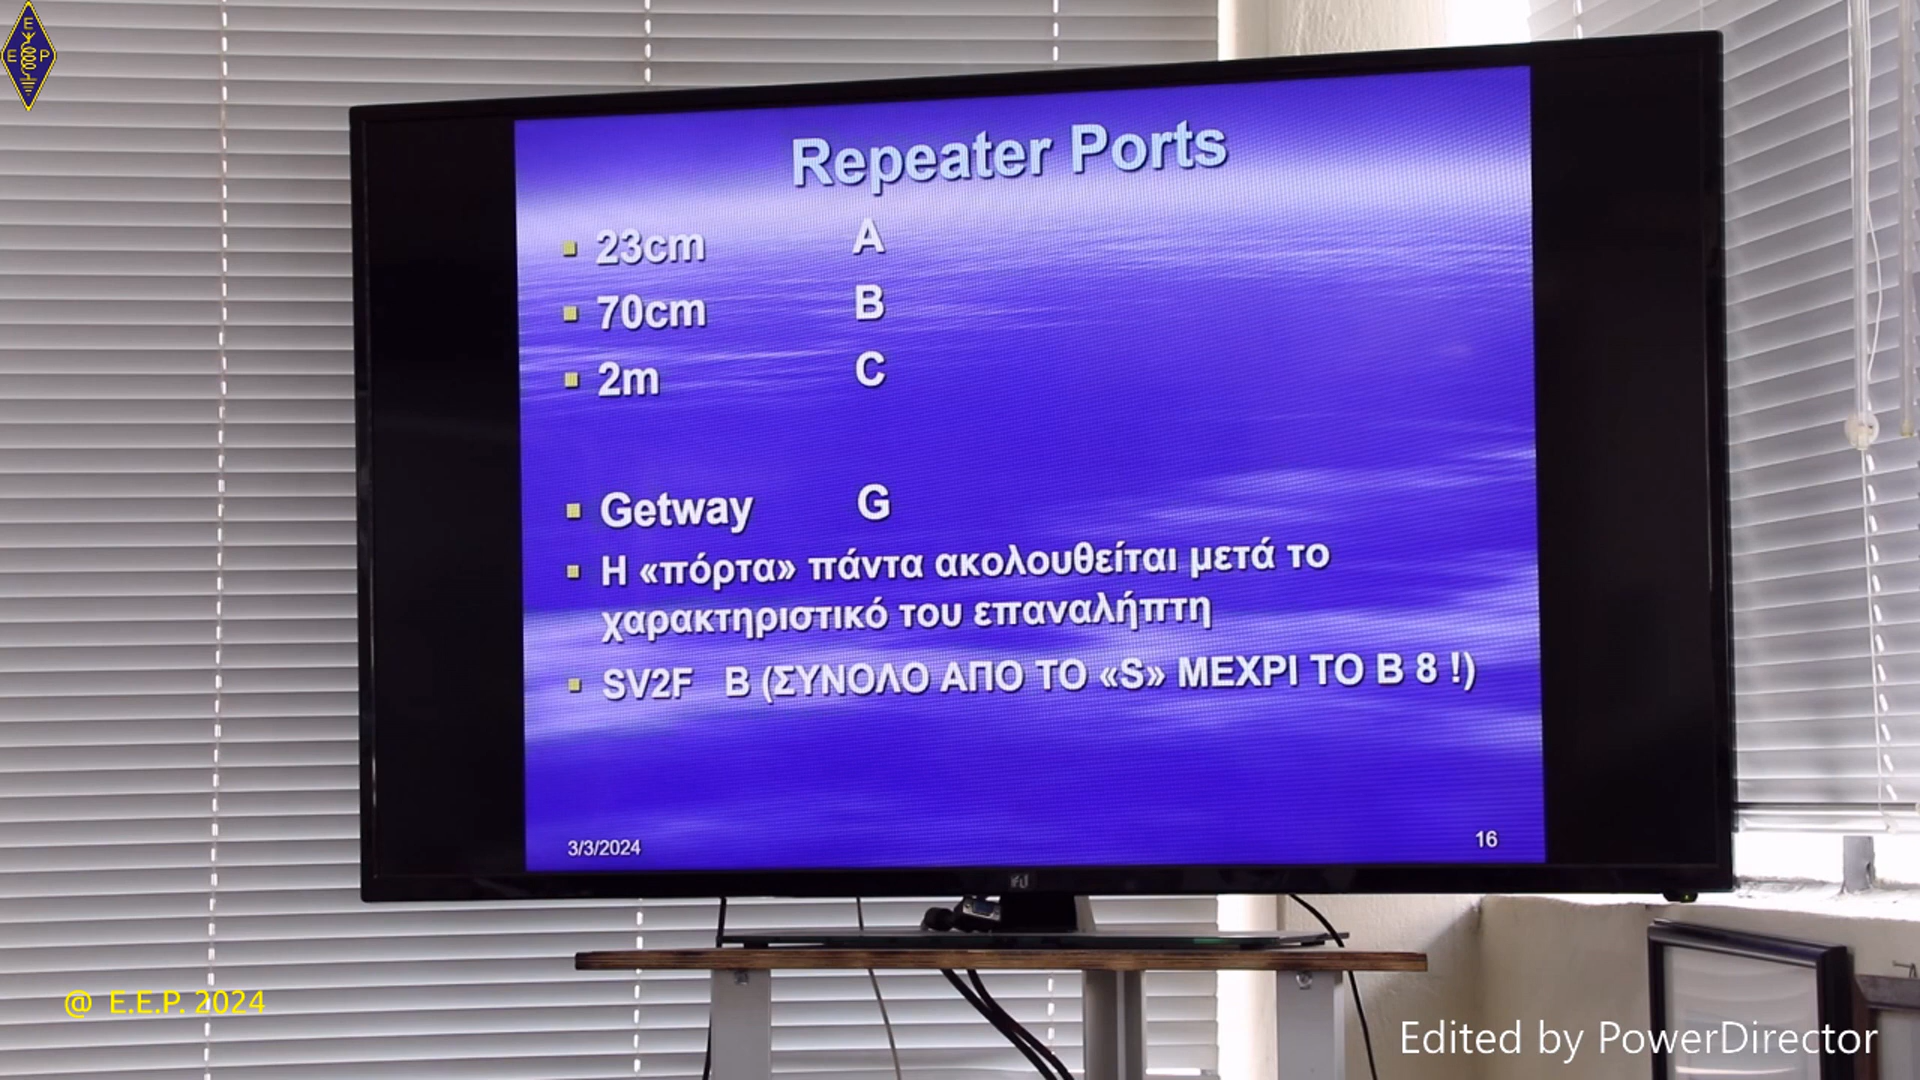 E
E P
Repeater Ports
23cm A
70cm B
2m C
Getway G
Η «πόρτα» πάντα ακολουθείται μετά το
χαρακτηριστικό του επαναλήπτη
SV2F B (ΣΥΝΟΛΟ ΑΠΟ ΤΟ «S» ΜΕΧΡΙ ΤΟ Β 8 !)
3/3/2024 16
@ E.E.P. 2024
Edited by PowerDirector